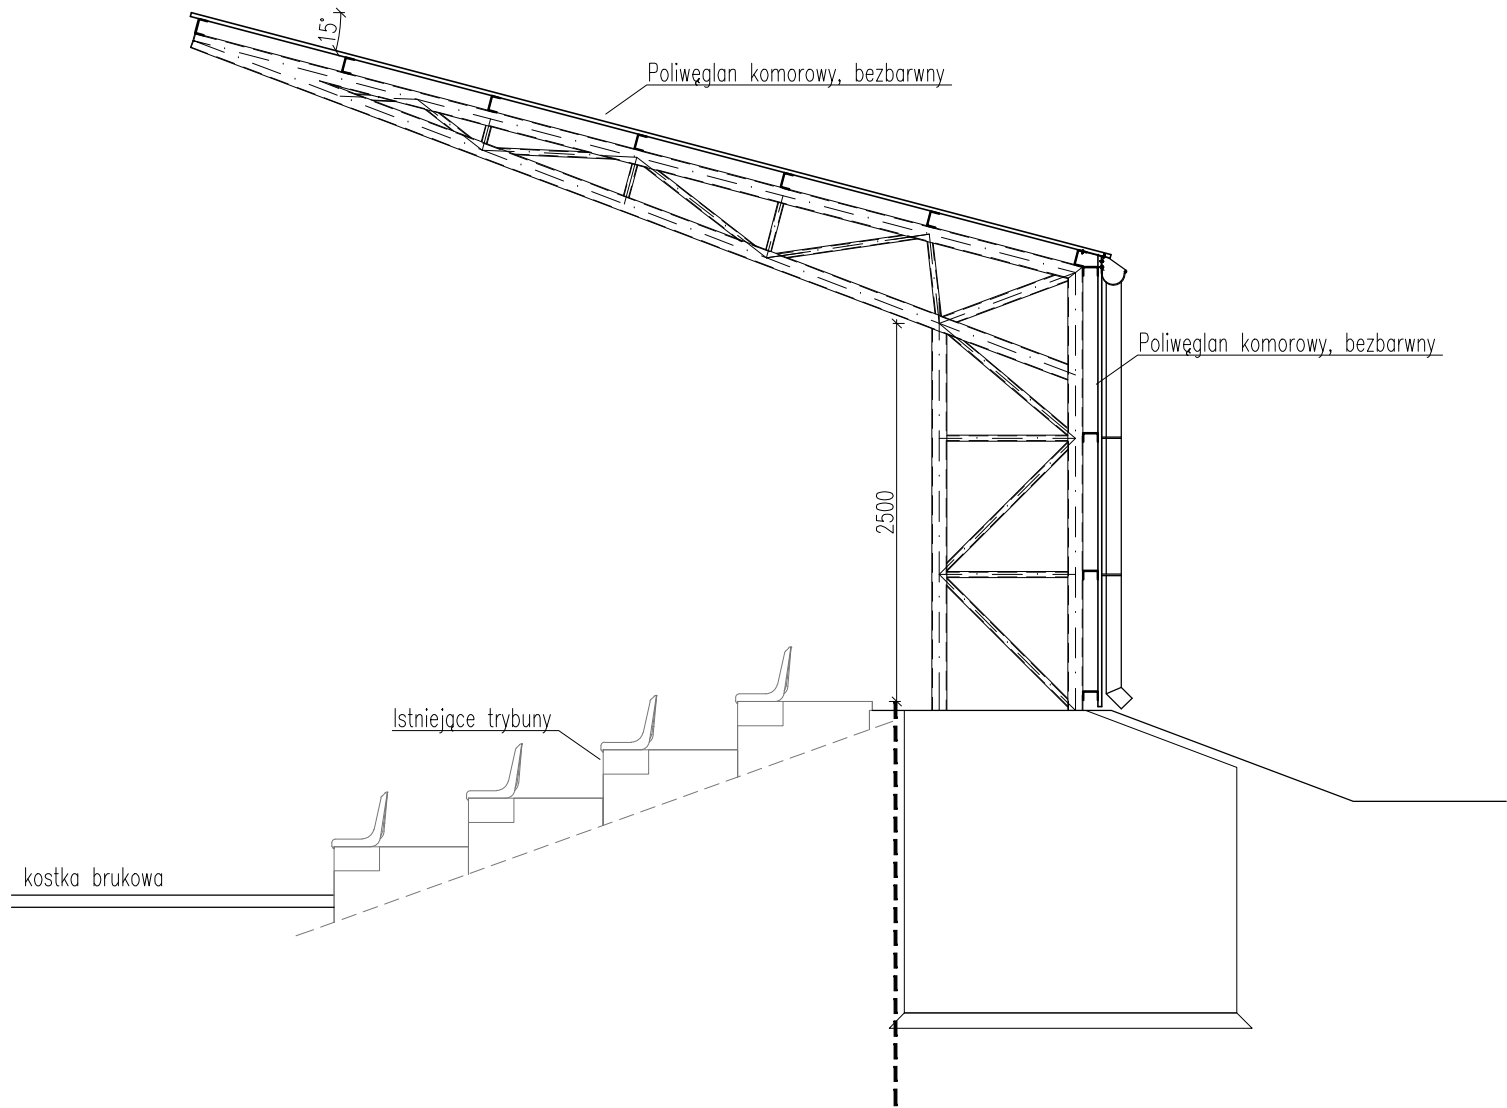 15°
Poliwęglan komorowy, bezbarwny
Poliwęglan komorowy, bezbarwny
2500
Istniejące trybuny
kostka brukowa